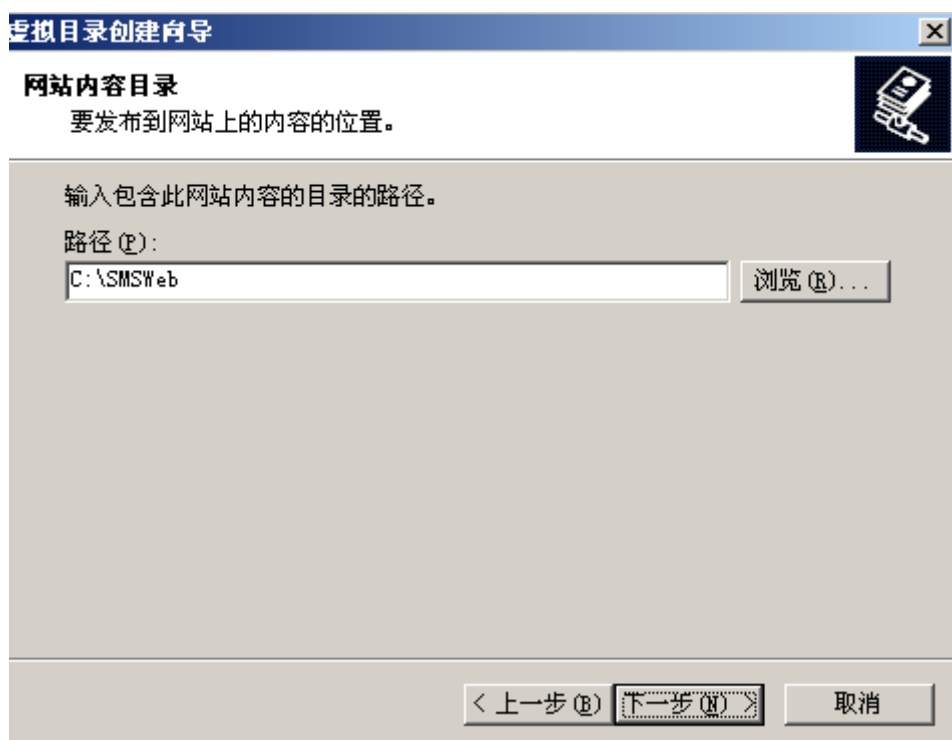 虚拟目录创建向导
网站内容目录
要发布到网站上的内容的位置。
输入包含此网站内容的目录的路径。
路径(P):
C:\SMSWeb
浏览(R)...
< 上一步(B) 下一步(N) > 取消